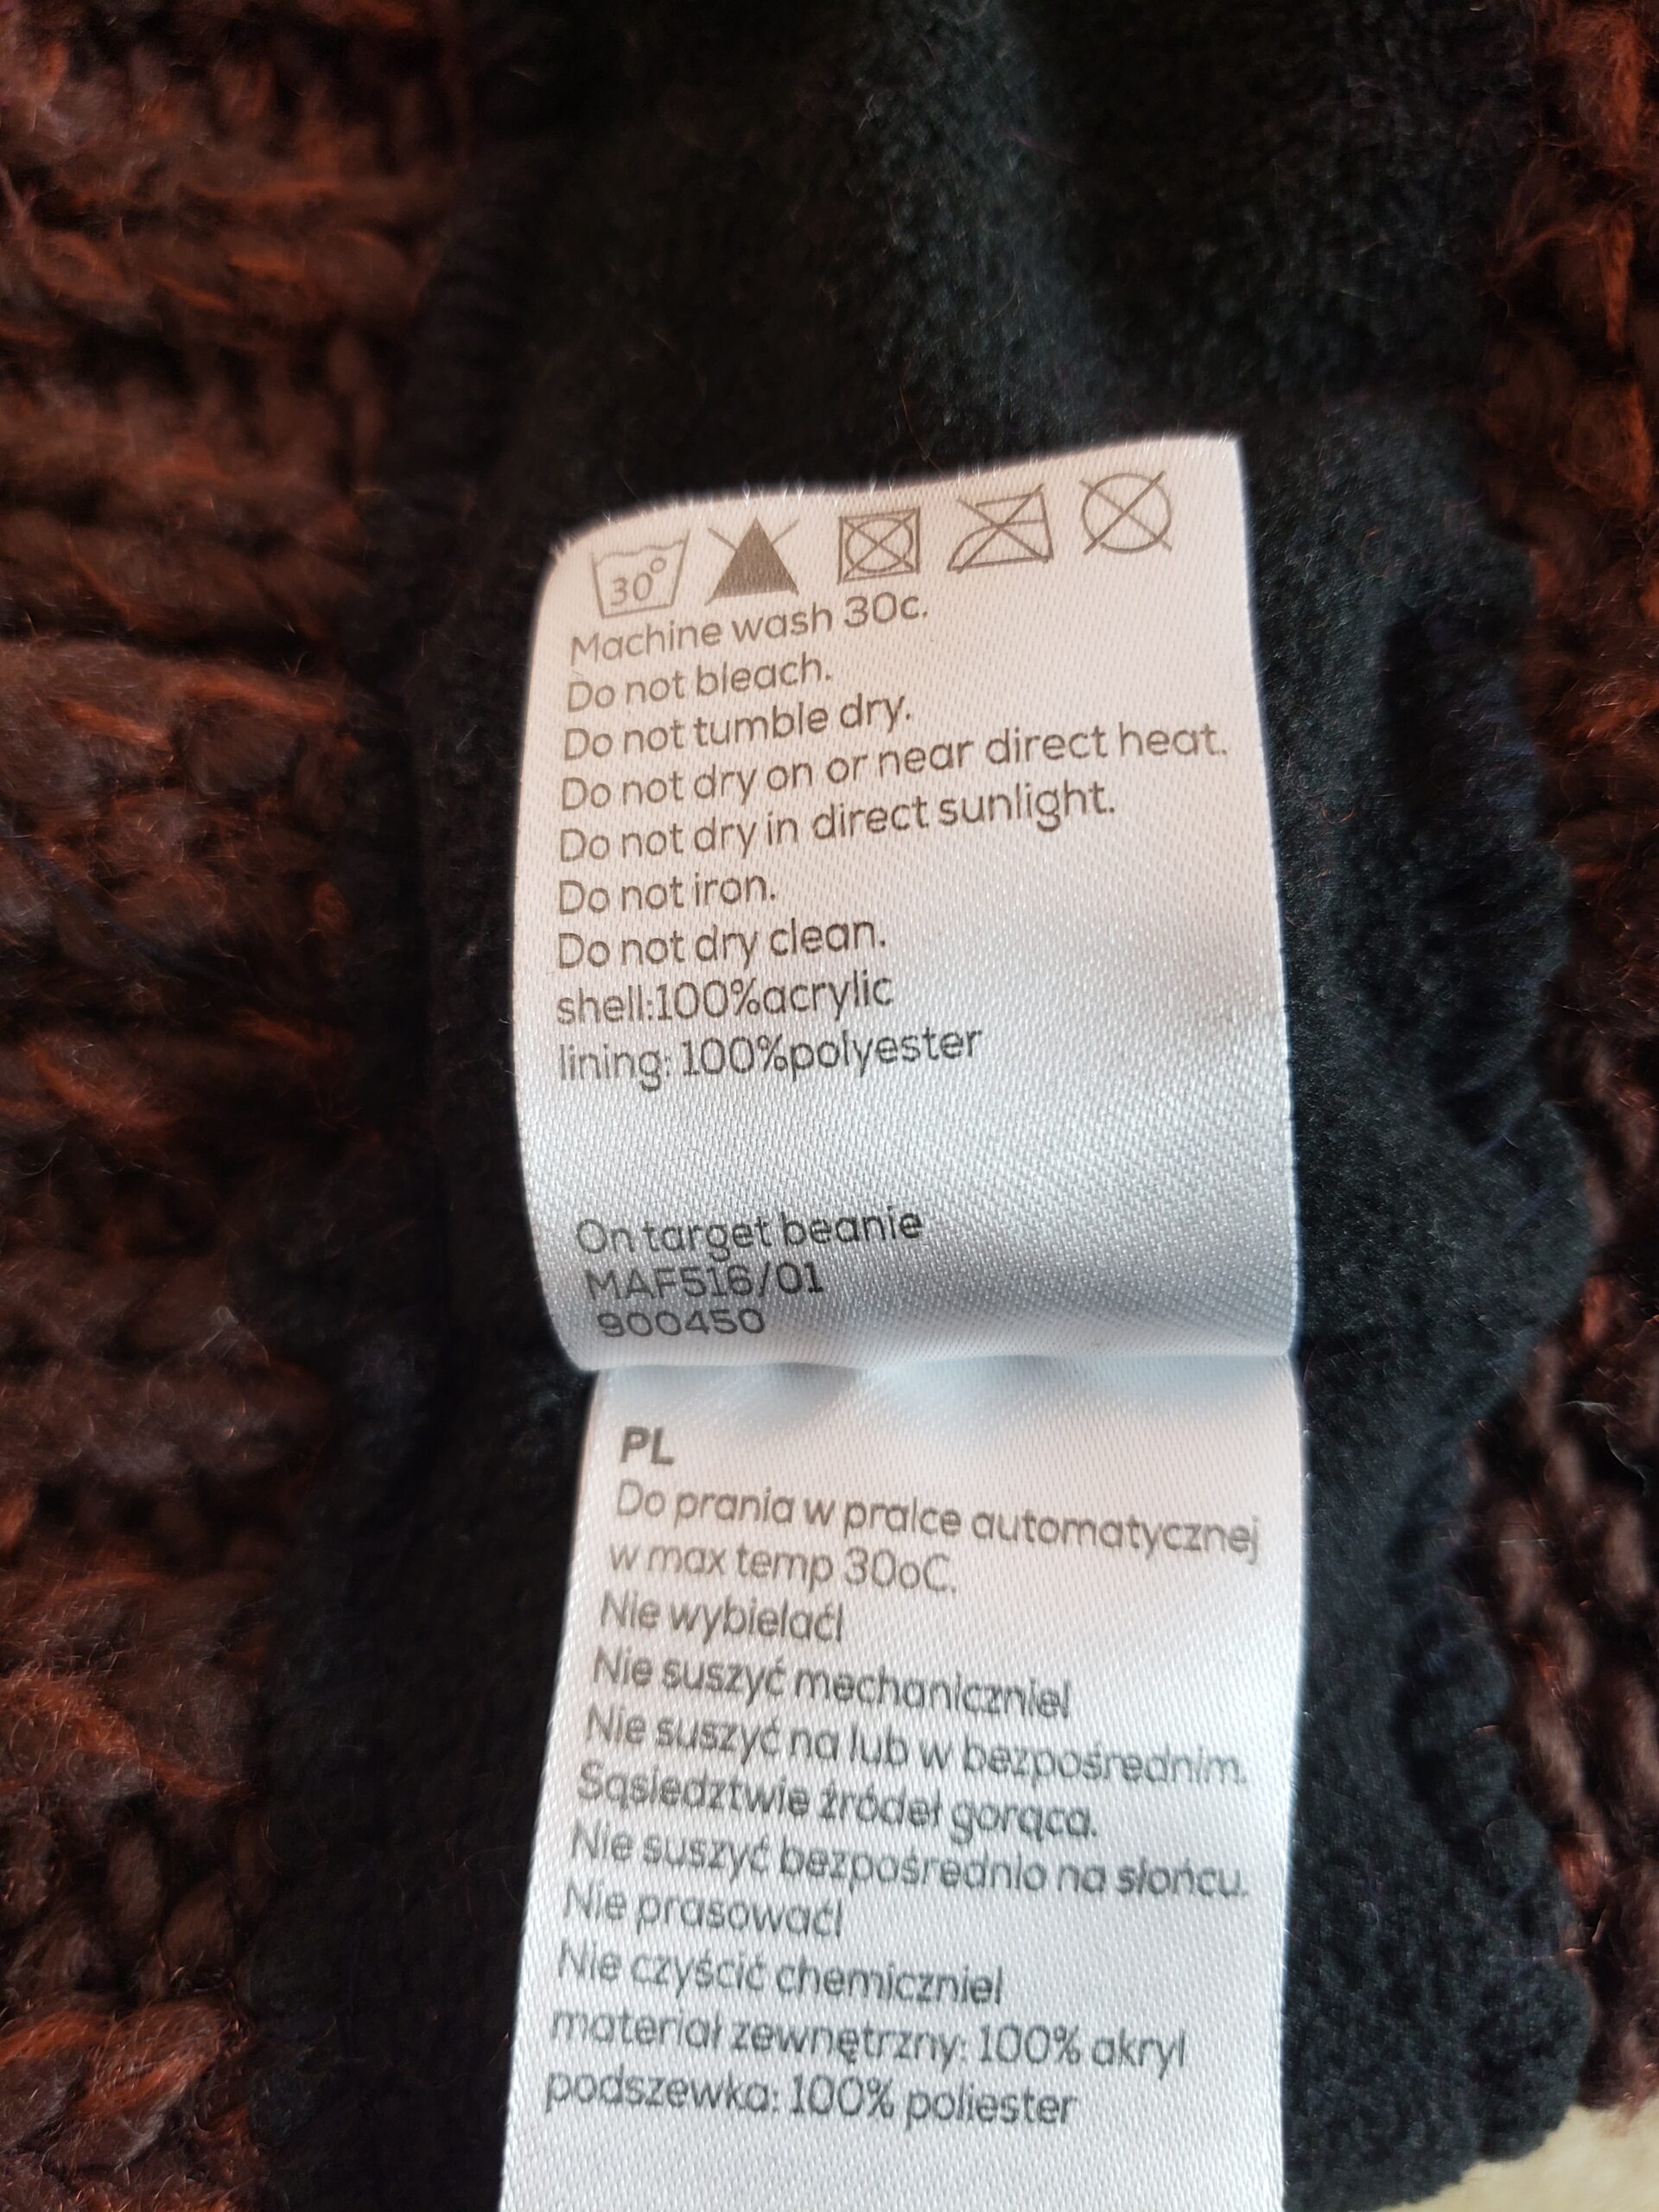 30°
Machine wash 30c.
Do not bleach.
Do not tumble dry.
Do not dry on or near direct heat.
Do not dry in direct sunlight.
Do not iron.
Do not dry clean.
shell:100%acrylic
lining: 100%polyester
On target beanie
MAF516/01
900450
PL
Do prania w pralce automatycznej
w max temp 30oC.
Nie wybielać!
Nie suszyć mechanicznie!
Nie suszyć na lub w bezpośrednim.
Sąsiedztwie źródeł gorąca.
Nie suszyć bezpośrednio na słońcu.
Nie prasować!
Nie czyścić chemicznie!
materiał zewnętrzny: 100% akryl
podszewka: 100% poliester